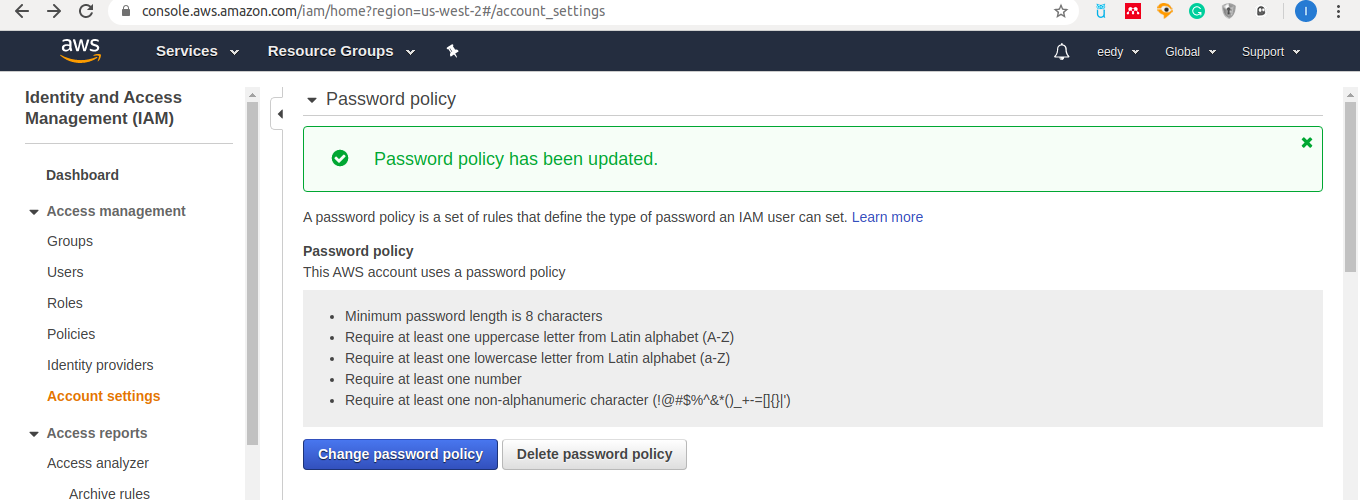 console.aws.amazon.com/iam/home?region=us-west-2#/account_settings
I
aws
Services
Resource Groups
eedy
Global
Support
Identity and Access
Management (IAM)
Dashboard
Access management
Groups
Users
Roles
Policies
Identity providers
Account settings
Access reports
Access analyzer
Archive rules
Password policy
Password policy has been updated.
A password policy is a set of rules that define the type of password an IAM user can set. Learn more
Password policy
This AWS account uses a password policy
• Minimum password length is 8 characters
• Require at least one uppercase letter from Latin alphabet (A-Z)
• Require at least one lowercase letter from Latin alphabet (a-Z)
• Require at least one number
• Require at least one non-alphanumeric character (!@#$%^&*()_+-=[]{}|')
Change password policy
Delete password policy